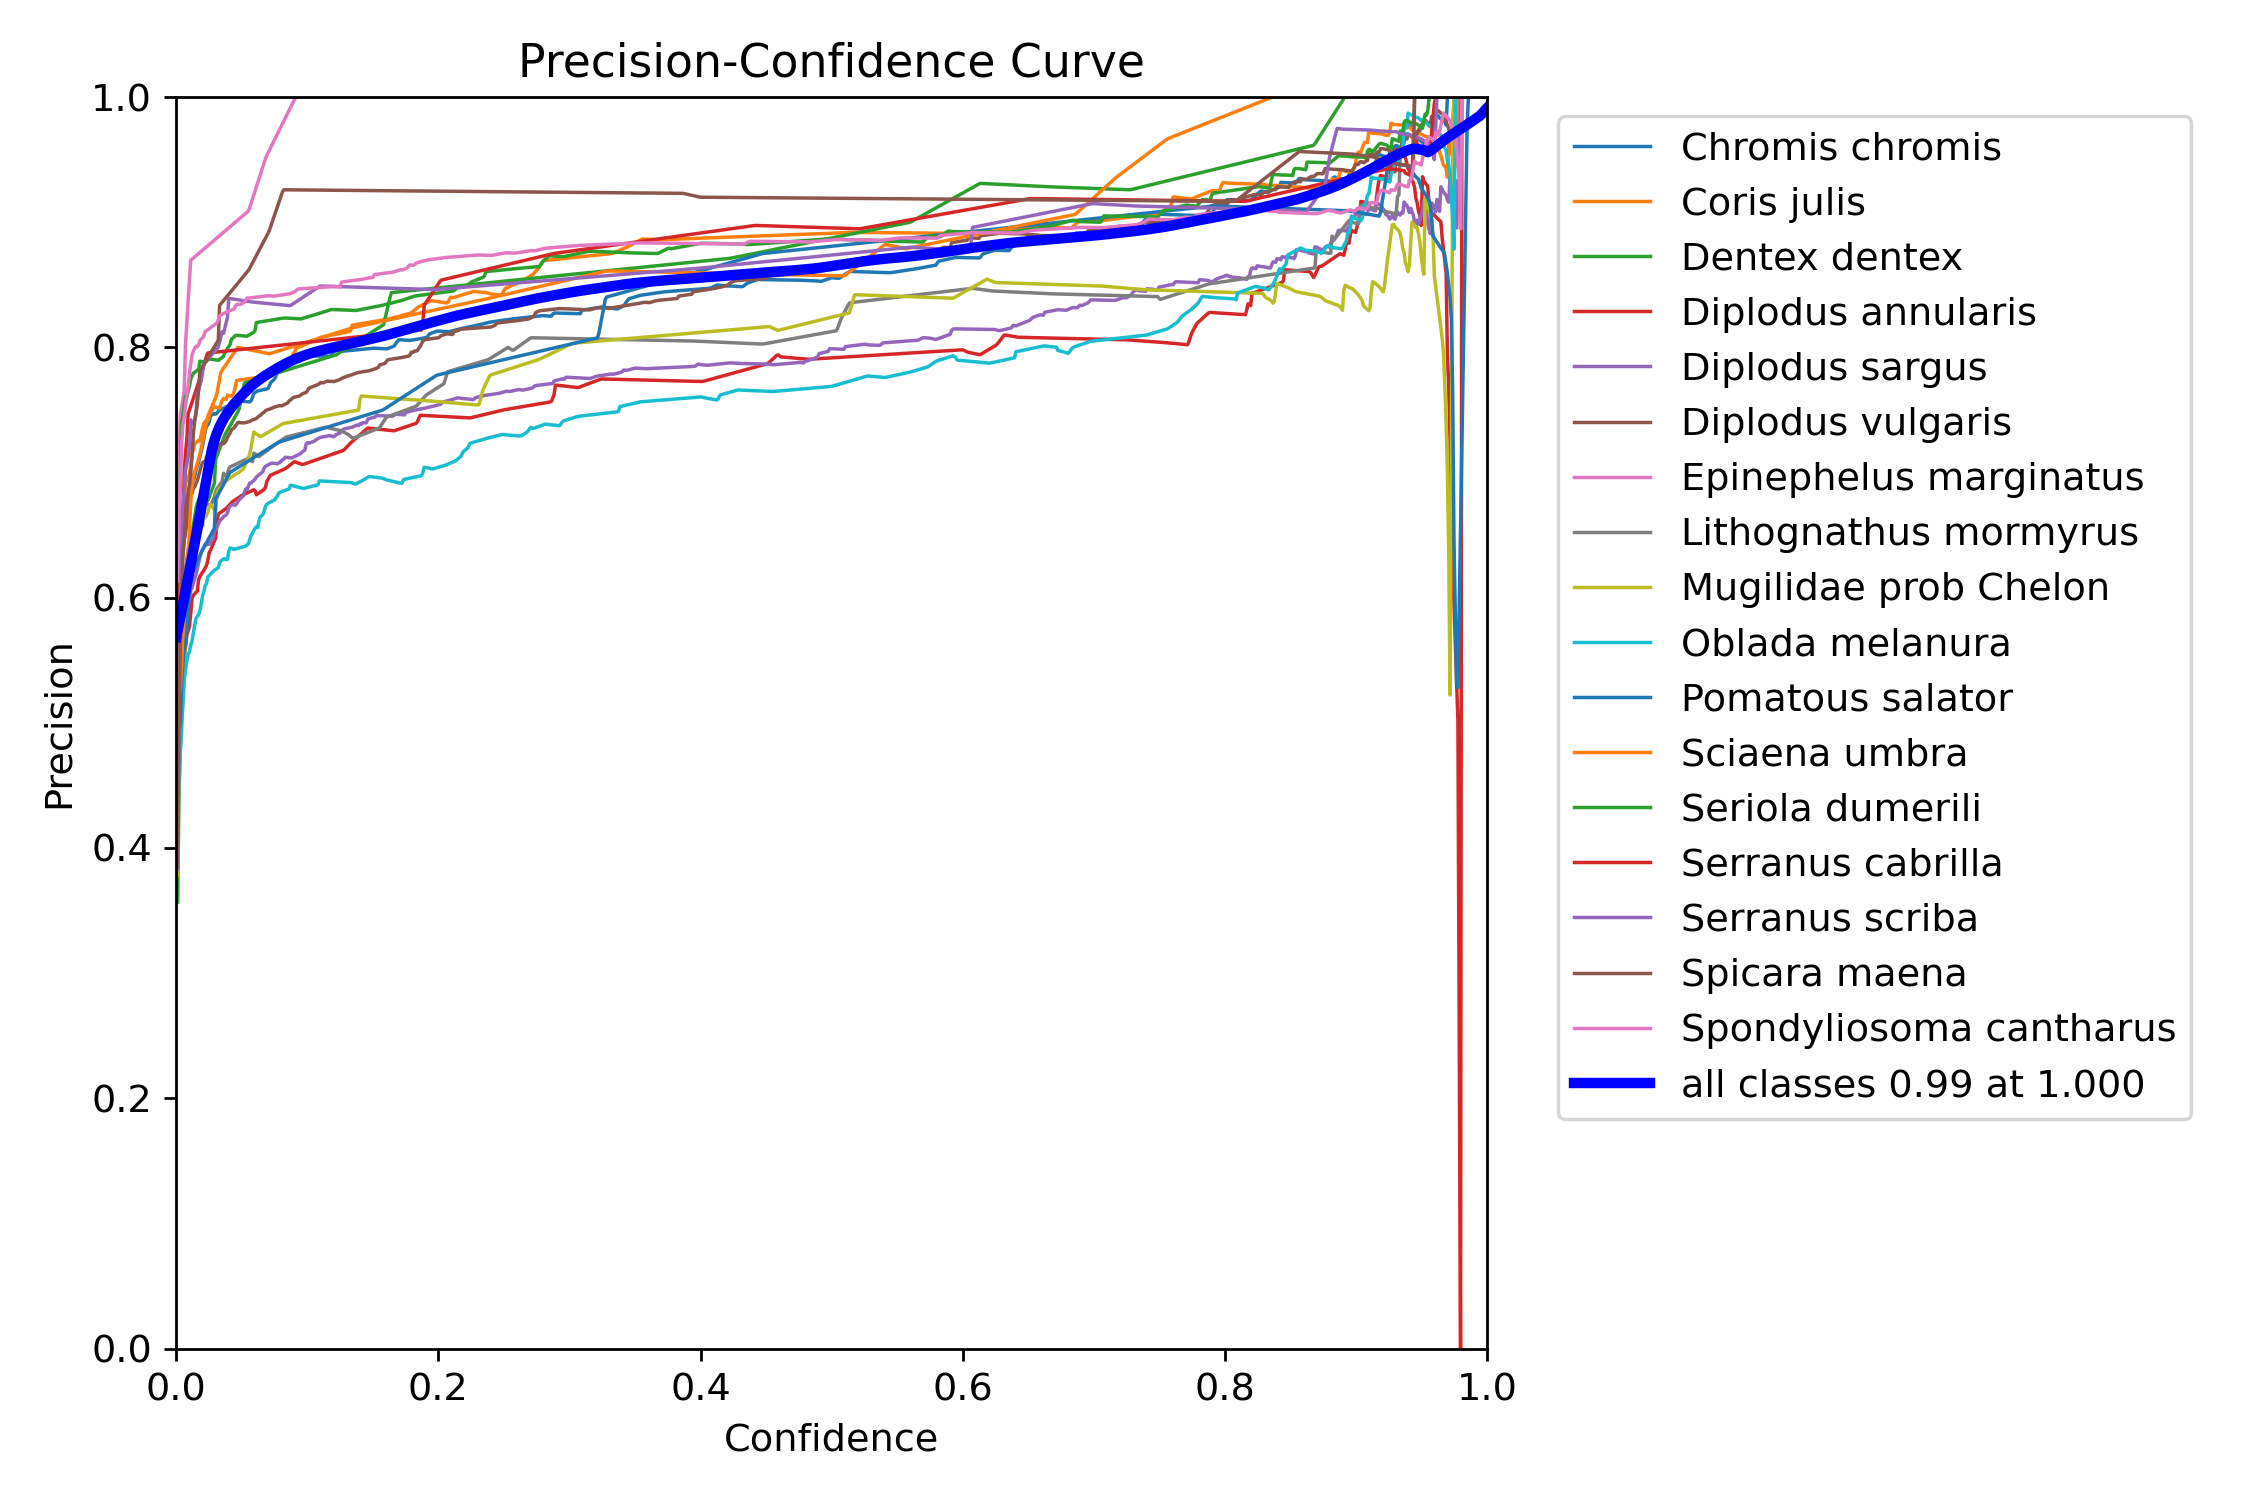 Precision-Confidence Curve
1.0
0.8
0.6
0.4
0.2
0.0
Precision
0.0 0.2 0.4 0.6 0.8 1.0
Confidence
Chromis chromis
Coris julis
Dentex dentex
Diplodus annularis
Diplodus sargus
Diplodus vulgaris
Epinephelus marginatus
Lithognathus mormyrus
Mugilidae prob Chelon
Oblada melanura
Pomatous salator
Sciaena umbra
Seriola dumerili
Serranus cabrilla
Serranus scriba
Spicara maena
Spondyliosoma cantharus
all classes 0.99 at 1.000